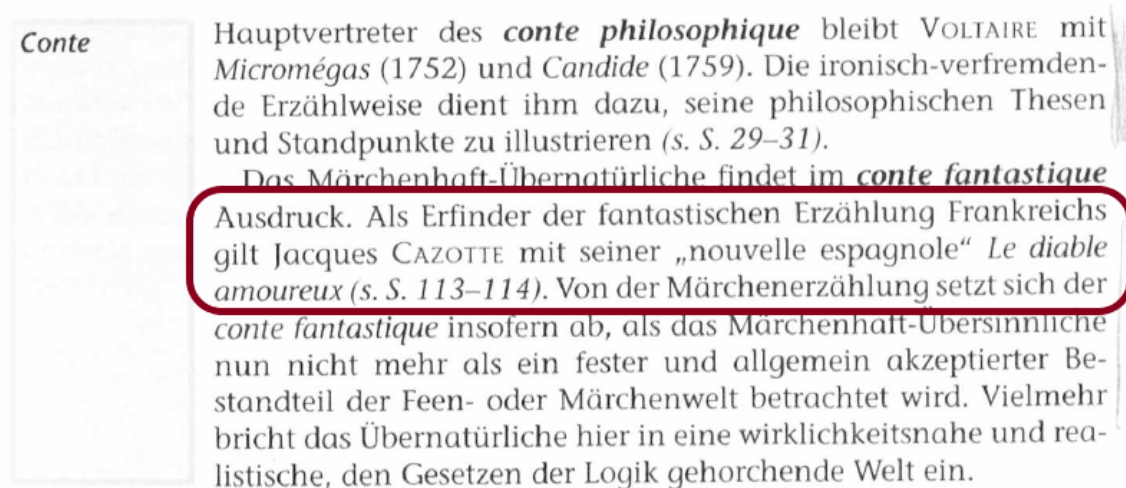 Conte
Hauptvertreter des conte philosophique bleibt VOLTAIRE mit
Micromégas (1752) und Candide (1759). Die ironisch-verfremden-
de Erzählweise dient ihm dazu, seine philosophischen Thesen
und Standpunkte zu illustrieren (s. S. 29–31).
Das Märchenhaft-Übernatürliche findet im conte fantastique
Ausdruck. Als Erfinder der fantastischen Erzählung Frankreichs
gilt Jacques CAZOTTE mit seiner „nouvelle espagnole“ Le diable
amoureux (s. S. 113–114). Von der Märchenerzählung setzt sich der
conte fantastique insofern ab, als das Märchenhaft-Übersinnliche
nun nicht mehr als ein fester und allgemein akzeptierter Be-
standteil der Feen- oder Märchenwelt betrachtet wird. Vielmehr
bricht das Übernatürliche hier in eine wirklichkeitsnahe und rea-
listische, den Gesetzen der Logik gehorchende Welt ein.